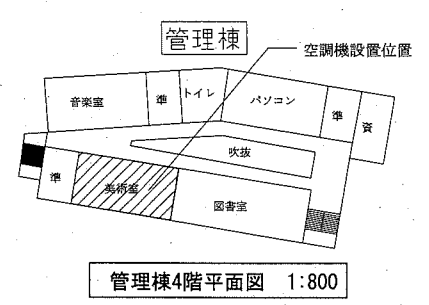 管理棟
空調機設置位置
音楽室
準
トイレ
パソコン
準
資
吹抜
準
美術室
図書室
管理棟4階平面図 1:800